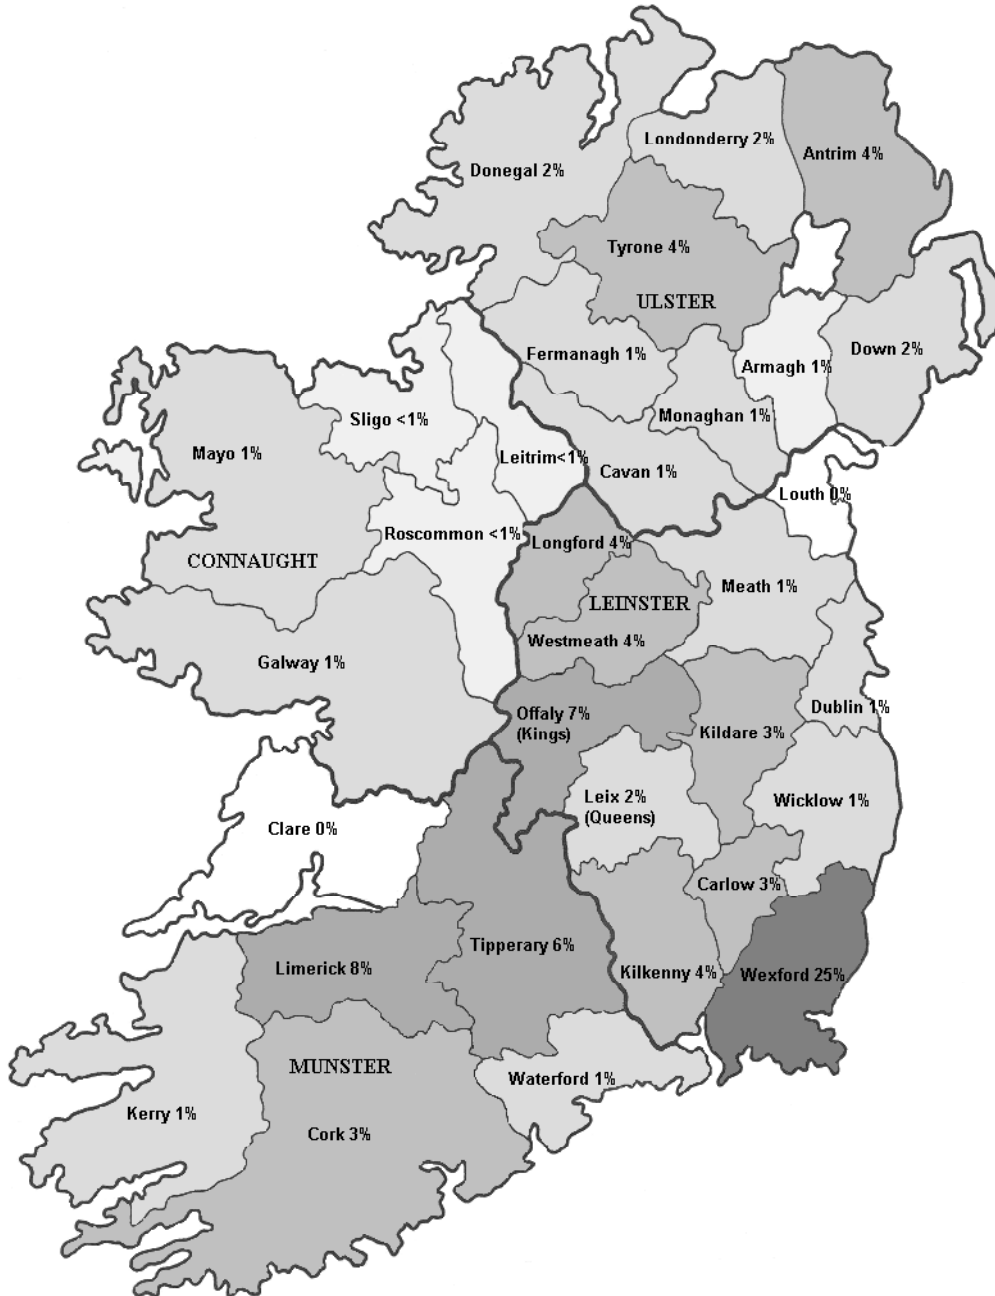 Londonderry 2%
Antrim 4%
Donegal 2%
Tyrone 4%
ULSTER
Fermanagh 1%
Armagh 1%
Down 2%
Monaghan 1%
Sligo <1%
Mayo 1%
Leitrim<1%
Cavan 1%
Louth 0%
Roscommon <1%
Longford 4%
CONNAUGHT
Meath 1%
LEINSTER
Westmeath 4%
Galway 1%
Dublin 1%
Offaly 7%
(Kings)
Kildare 3%
Leix 2%
(Queens)
Wicklow 1%
Clare 0%
Carlow 3%
Tipperary 6%
Limerick 8%
Kilkenny 4%
Wexford 25%
MUNSTER
Waterford 1%
Kerry 1%
Cork 3%